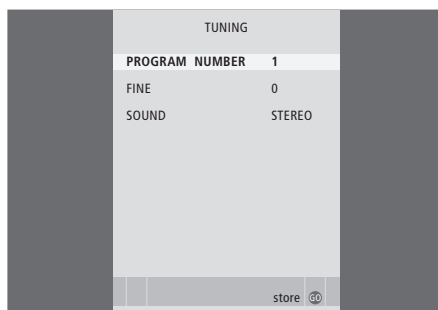 TUNING
PROGRAM NUMBER 1
FINE 0
SOUND STEREO
store GO